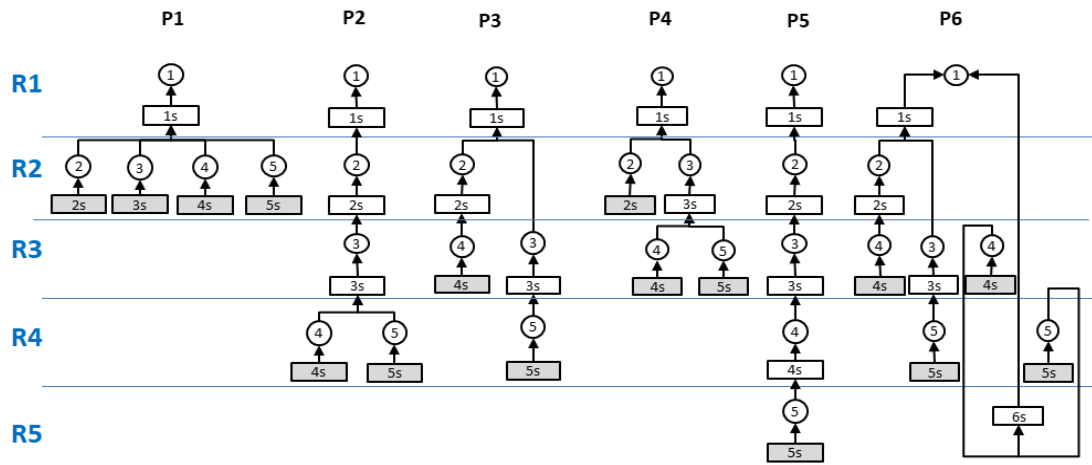 P1 P2 P3 P4 P5 P6
R1 1 1 1 1 1 1
1s 1s 1s 1s 1s 1s
R2 2 3 4 5 2 2 2 3 2 2
2s 3s 4s 5s 2s 2s 2s 3s 2s 2s
R3 3 4 3 4 5 3 4 3 4
3s 4s 3s 4s 5s 3s 4s 3s 4s
R4 4 5 5 4 5 5
4s 5s 5s 4s 5s 5s
R5 5 6s
5s